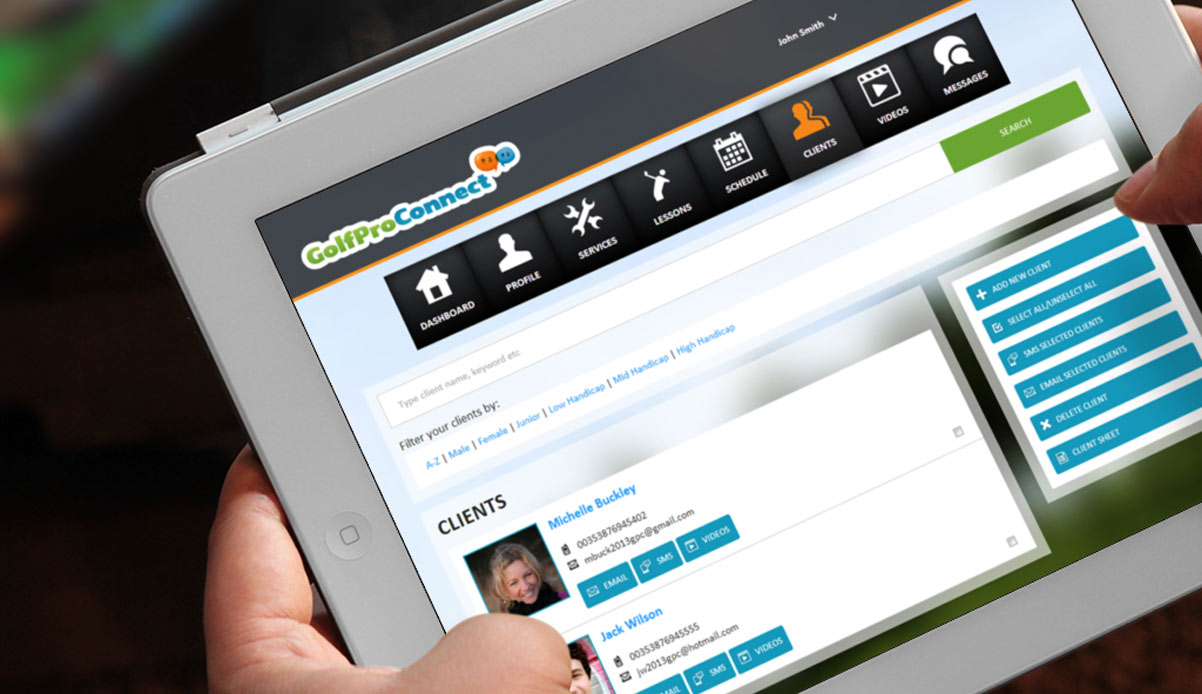 John Smith
GolfProConnect
DASHBOARD
PROFILE
SERVICES
LESSONS
SCHEDULE
CLIENTS
VIDEOS
MESSAGES
Type client name, keyword etc
SEARCH
Filter your clients by:
A-Z | Male | Female | Junior | Low Handicap | Mid Handicap | High Handicap
CLIENTS
Michelle Buckley
00353876945402
mbuck2013gpc@gmail.com
EMAIL SMS VIDEOS
Jack Wilson
00353876945555
jw2013gpc@hotmail.com
EMAIL SMS VIDEOS
ADD NEW CLIENT
SELECT ALL/UNSELECT ALL
SMS SELECTED CLIENTS
EMAIL SELECTED CLIENTS
DELETE CLIENT
CLIENT SHEET